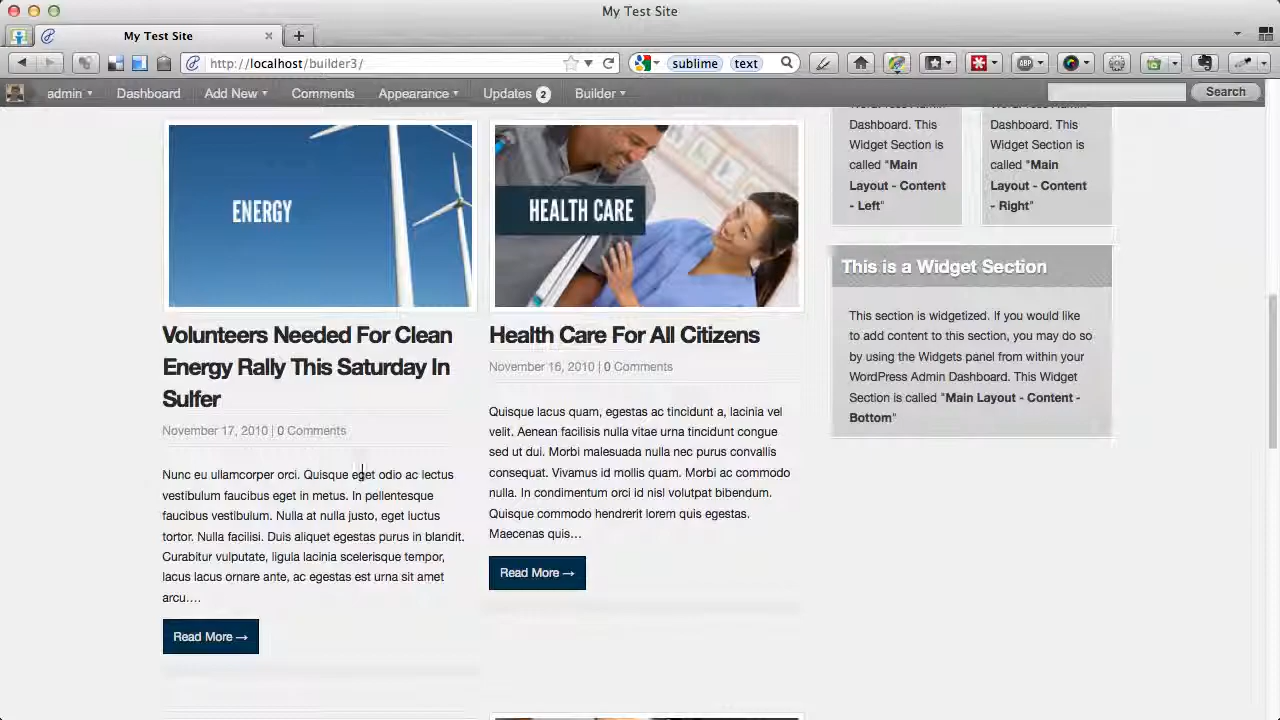 My Test Site
My Test Site
http://localhost/builder3/
sublime text
admin
Dashboard
Add New
Comments
Appearance
Updates 2
Builder
Search
ENERGY
Volunteers Needed For Clean
Energy Rally This Saturday In
Sulfer
November 17, 2010 | 0 Comments
Nunc eu ullamcorper orci. Quisque eget odio ac lectus
vestibulum faucibus eget in metus. In pellentesque
faucibus vestibulum. Nulla at nulla justo, eget luctus
tortor. Nulla facilisi. Duis aliquet egestas purus in blandit.
Curabitur vulputate, ligula lacinia scelerisque tempor,
lacus lacus ornare ante, ac egestas est urna sit amet
arcu.…
Read More →
HEALTH CARE
Health Care For All Citizens
November 16, 2010 | 0 Comments
Quisque lacus quam, egestas ac tincidunt a, lacinia vel
velit. Aenean facilisis nulla vitae urna tincidunt congue
sed ut dui. Morbi malesuada nulla nec purus convallis
consequat. Vivamus id mollis quam. Morbi ac commodo
nulla. In condimentum orci id nisl volutpat bibendum.
Quisque commodo hendrerit lorem quis egestas.
Maecenas quis…
Read More →
WordPress Admin
Dashboard. This
Widget Section is
called "Main
Layout - Content
- Left"
WordPress Admin
Dashboard. This
Widget Section is
called "Main
Layout - Content
- Right"
This is a Widget Section
This section is widgetized. If you would like
to add content to this section, you may do so
by using the Widgets panel from within your
WordPress Admin Dashboard. This Widget
Section is called "Main Layout - Content -
Bottom"
ABP